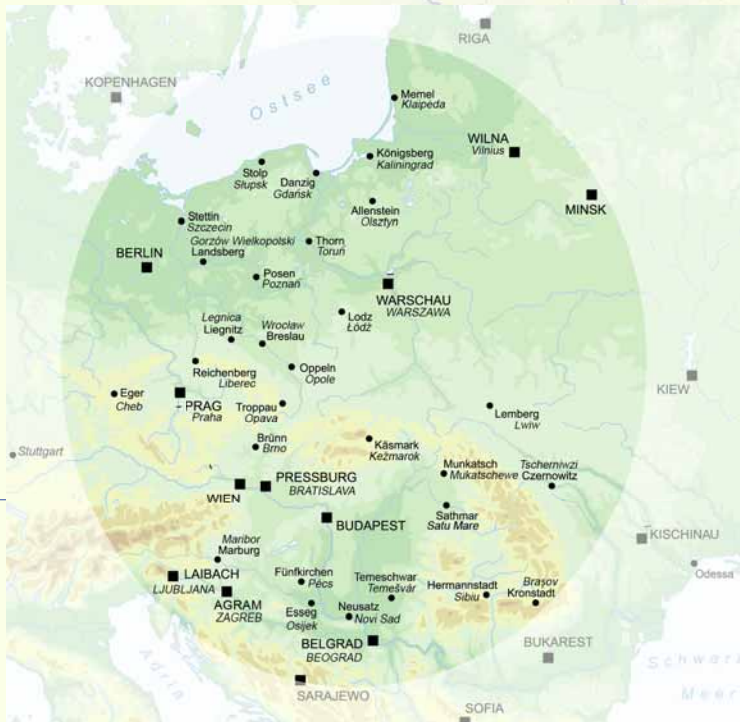 RIGA
KOPENHAGEN
Ostsee
Memel
Klaipeda
WILNA
Vilnius
Königsberg
Kaliningrad
Stolp
Słupsk
Danzig
Gdańsk
MINSK
Allenstein
Olsztyn
Stettin
Szczecin
Gorzów Wielkopolski
Landsberg
Thorn
Toruń
BERLIN
Posen
Poznań
WARSCHAU
WARSZAWA
Lodz
Łódź
Legnica
Liegnitz
Wrocław
Breslau
Reichenberg
Liberec
Oppeln
Opole
KIEW
Eger
Cheb
PRAG
Praha
Troppau
Opava
Lemberg
Lwiw
Stuttgart
Brünn
Brno
Käsmark
Kežmarok
Munkatsch
Mukatschewe
Tscherniwzi
Czernowitz
WIEN
PRESSBURG
BRATISLAVA
Sathmar
Satu Mare
BUDAPEST
KISCHINAU
Odessa
Maribor
Marburg
LAIBACH
LJUBLJANA
Fünfkirchen
Pécs
Temeschwar
Temešvár
Hermannstadt
Sibiu
Brașov
Kronstadt
AGRAM
ZAGREB
Esseg
Osijek
Neusatz
Novi Sad
BELGRAD
BEOGRAD
BUKAREST
Adria
Schwarz
Meer
SARAJEWO
SOFIA